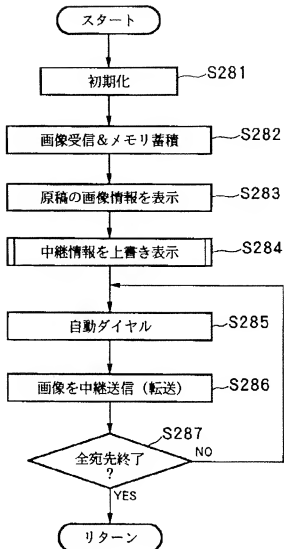 スタート
初期化
S281
画像受信&メモリ蓄積
S282
原稿の画像情報を表示
S283
中継情報を上書き表示
S284
自動ダイヤル
S285
画像を中継送信(転送)
S286
S287
全宛先終了
?
NO
YES
リターン